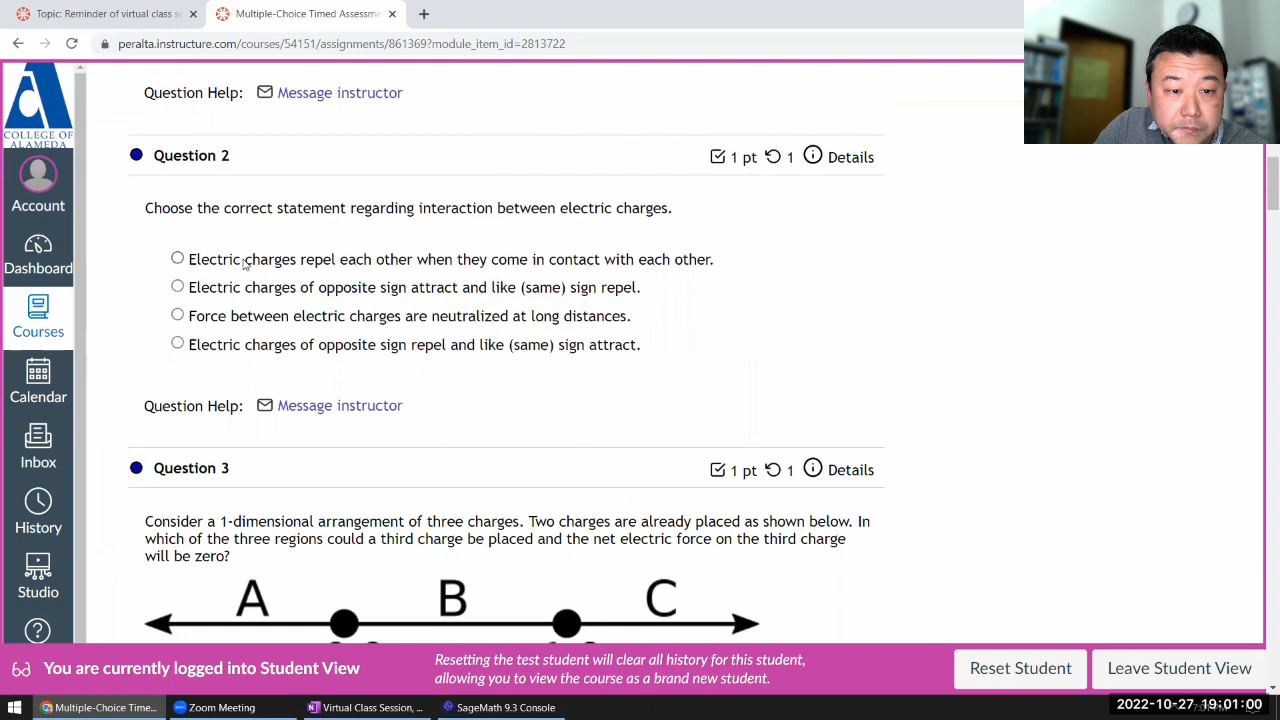 Topic: Reminder of virtual class s
Multiple-Choice Timed Assessme
peralta.instructure.com/courses/54151/assignments/861369?module_item_id=2813722
COLLEGE OF
ALAMEDA
Account
Dashboard
Courses
Calendar
Inbox
History
Studio
Question Help: Message instructor
Question 2
1 pt 1 Details
Choose the correct statement regarding interaction between electric charges.
Electric charges repel each other when they come in contact with each other.
Electric charges of opposite sign attract and like (same) sign repel.
Force between electric charges are neutralized at long distances.
Electric charges of opposite sign repel and like (same) sign attract.
Question Help: Message instructor
Question 3
1 pt 1 Details
Consider a 1-dimensional arrangement of three charges. Two charges are already placed as shown below. In
which of the three regions could a third charge be placed and the net electric force on the third charge
will be zero?
A B C
You are currently logged into Student View
Resetting the test student will clear all history for this student,
allowing you to view the course as a brand new student.
Reset Student
Leave Student View
Multiple-Choice Time...
Zoom Meeting
Virtual Class Session, ...
SageMath 9.3 Console
2022-10-27 19:01:00